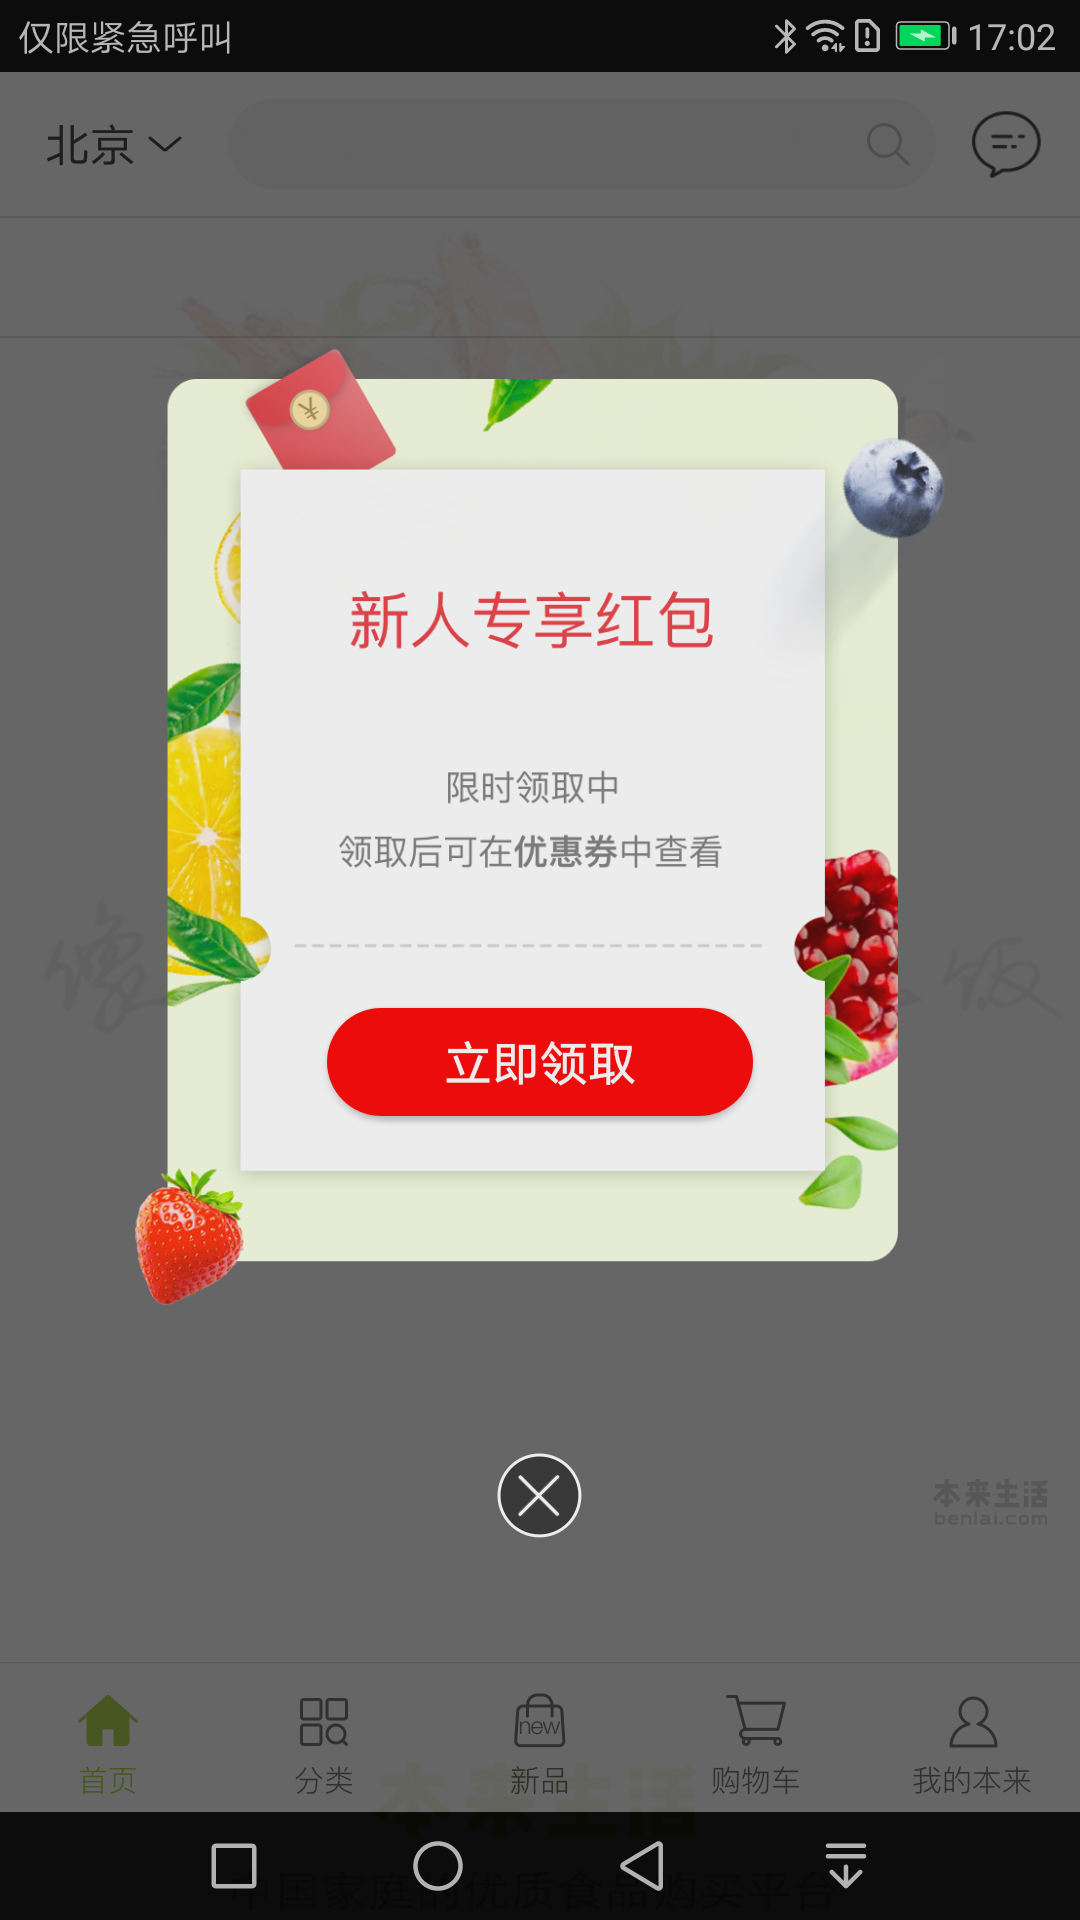 仅限紧急呼叫
17:02
北京
新人专享红包
限时领取中
领取后可在优惠券中查看
立即领取
本来生活
benlai.com
首页
分类
new
新品
购物车
我的本来
本来生活
中国家庭的优质食品购买平台